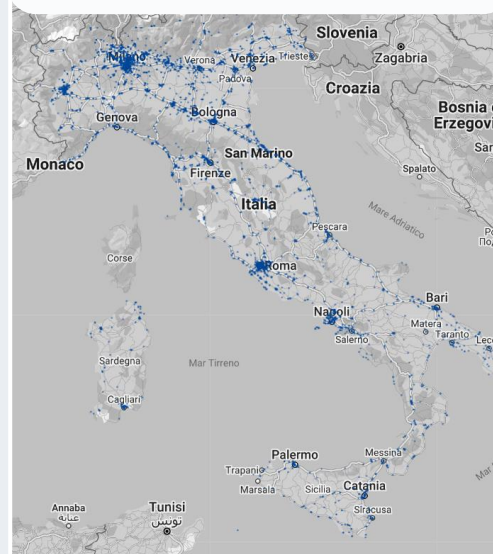 Slovenia
Milano
Verona
Venezia
Trieste
Zagabria
Padova
Croazia
Genova
Bologna
Bosnia e
Erzegovi
San Marino
Monaco
Firenze
Spalato
Italia
Mare Adriatico
Pescara
Corse
Roma
Bari
Napoli
Matera
Taranto
Lecc
Salerno
Sardegna
Mar Tirreno
Cagliari
Palermo
Messina
Trapani
Marsala
Sicilia
Catania
Siracusa
Annaba
عنابة
Tunisi
تونس